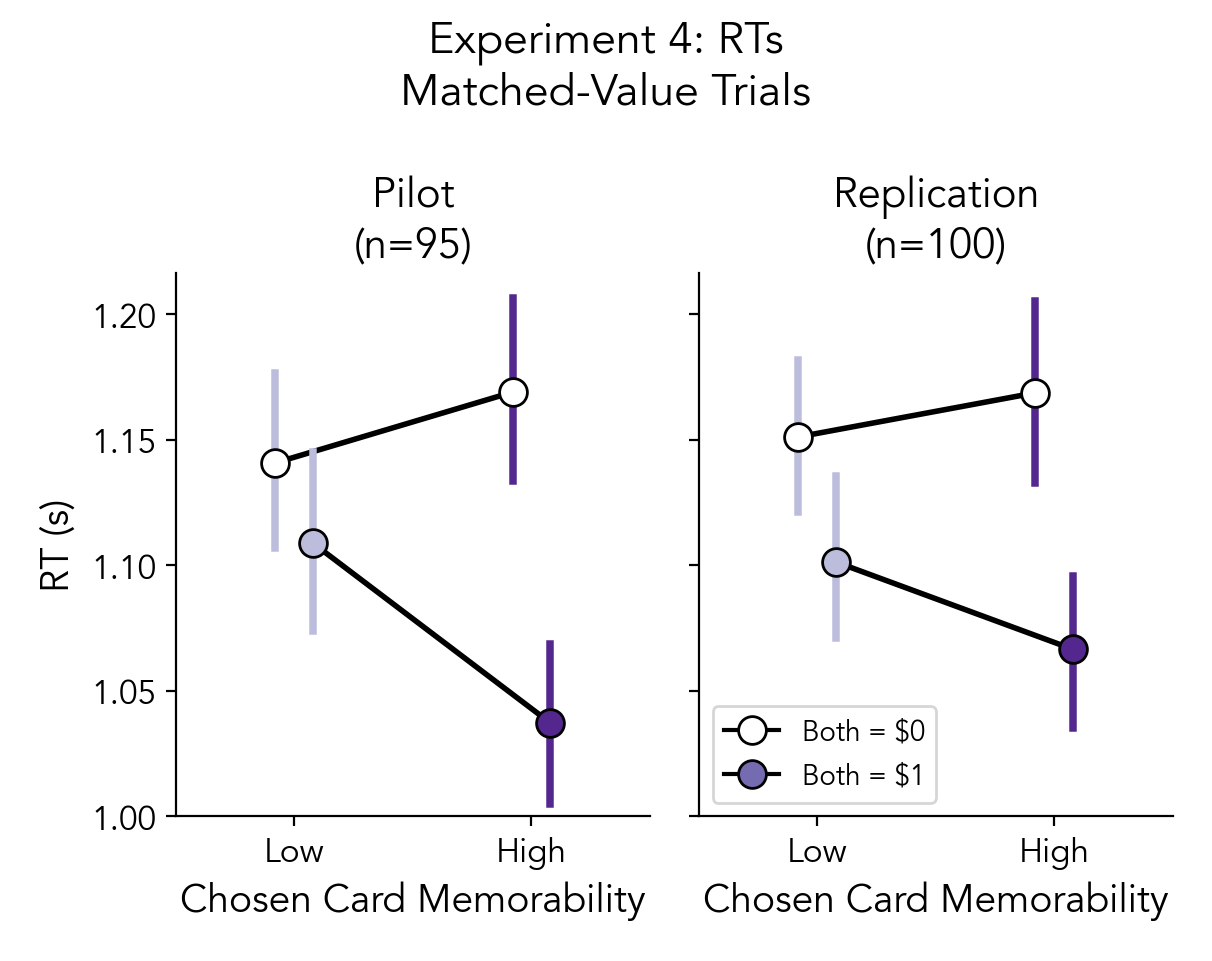 Experiment 4: RTs
Matched-Value Trials
Pilot
(n=95)
Replication
(n=100)
RT (s)
1.20
1.15
1.10
1.05
1.00
Both = $0
Both = $1
Low
High
Low
High
Chosen Card Memorability
Chosen Card Memorability